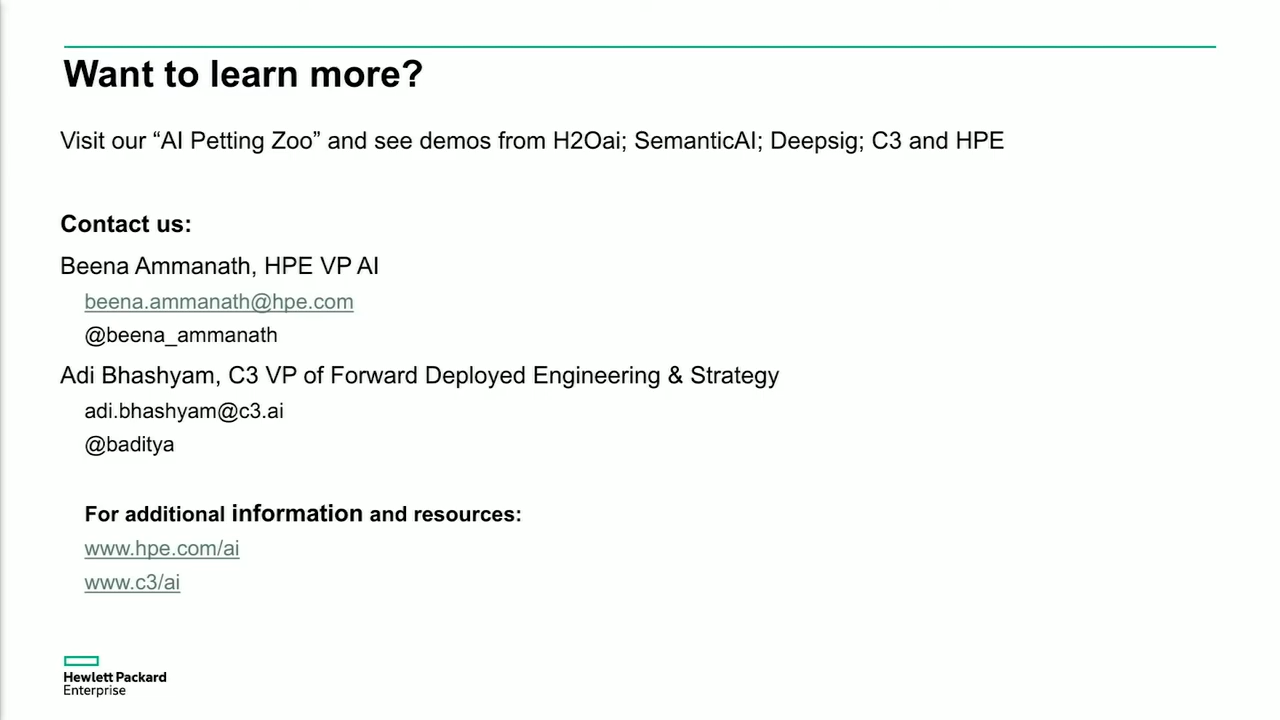 Want to learn more?
Visit our “AI Petting Zoo” and see demos from H2Oai; SemanticAI; Deepsig; C3 and HPE
Contact us:
Beena Ammanath, HPE VP AI
beena.ammanath@hpe.com
@beena_ammanath
Adi Bhashyam, C3 VP of Forward Deployed Engineering & Strategy
adi.bhashyam@c3.ai
@baditya
For additional information and resources:
www.hpe.com/ai
www.c3/ai
Hewlett Packard
Enterprise